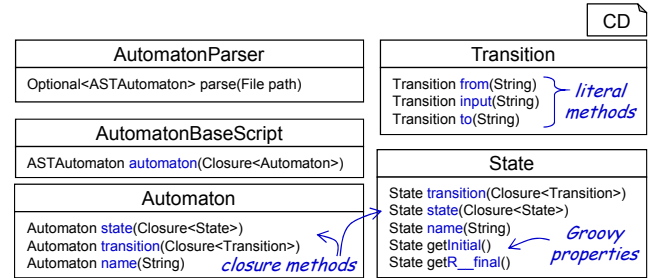 CD
AutomatonParser
Optional<ASTAutomaton> parse(File path)
AutomatonBaseScript
ASTAutomaton automaton(Closure<Automaton>)
Automaton
Automaton state(Closure<State>)
Automaton transition(Closure<Transition>)
Automaton name(String)
closure methods
Transition
Transition from(String)
Transition input(String)
Transition to(String)
literal
methods
State
State transition(Closure<Transition>)
State state(Closure<State>)
State name(String)
State getInitial()
State getR__final()
Groovy
properties